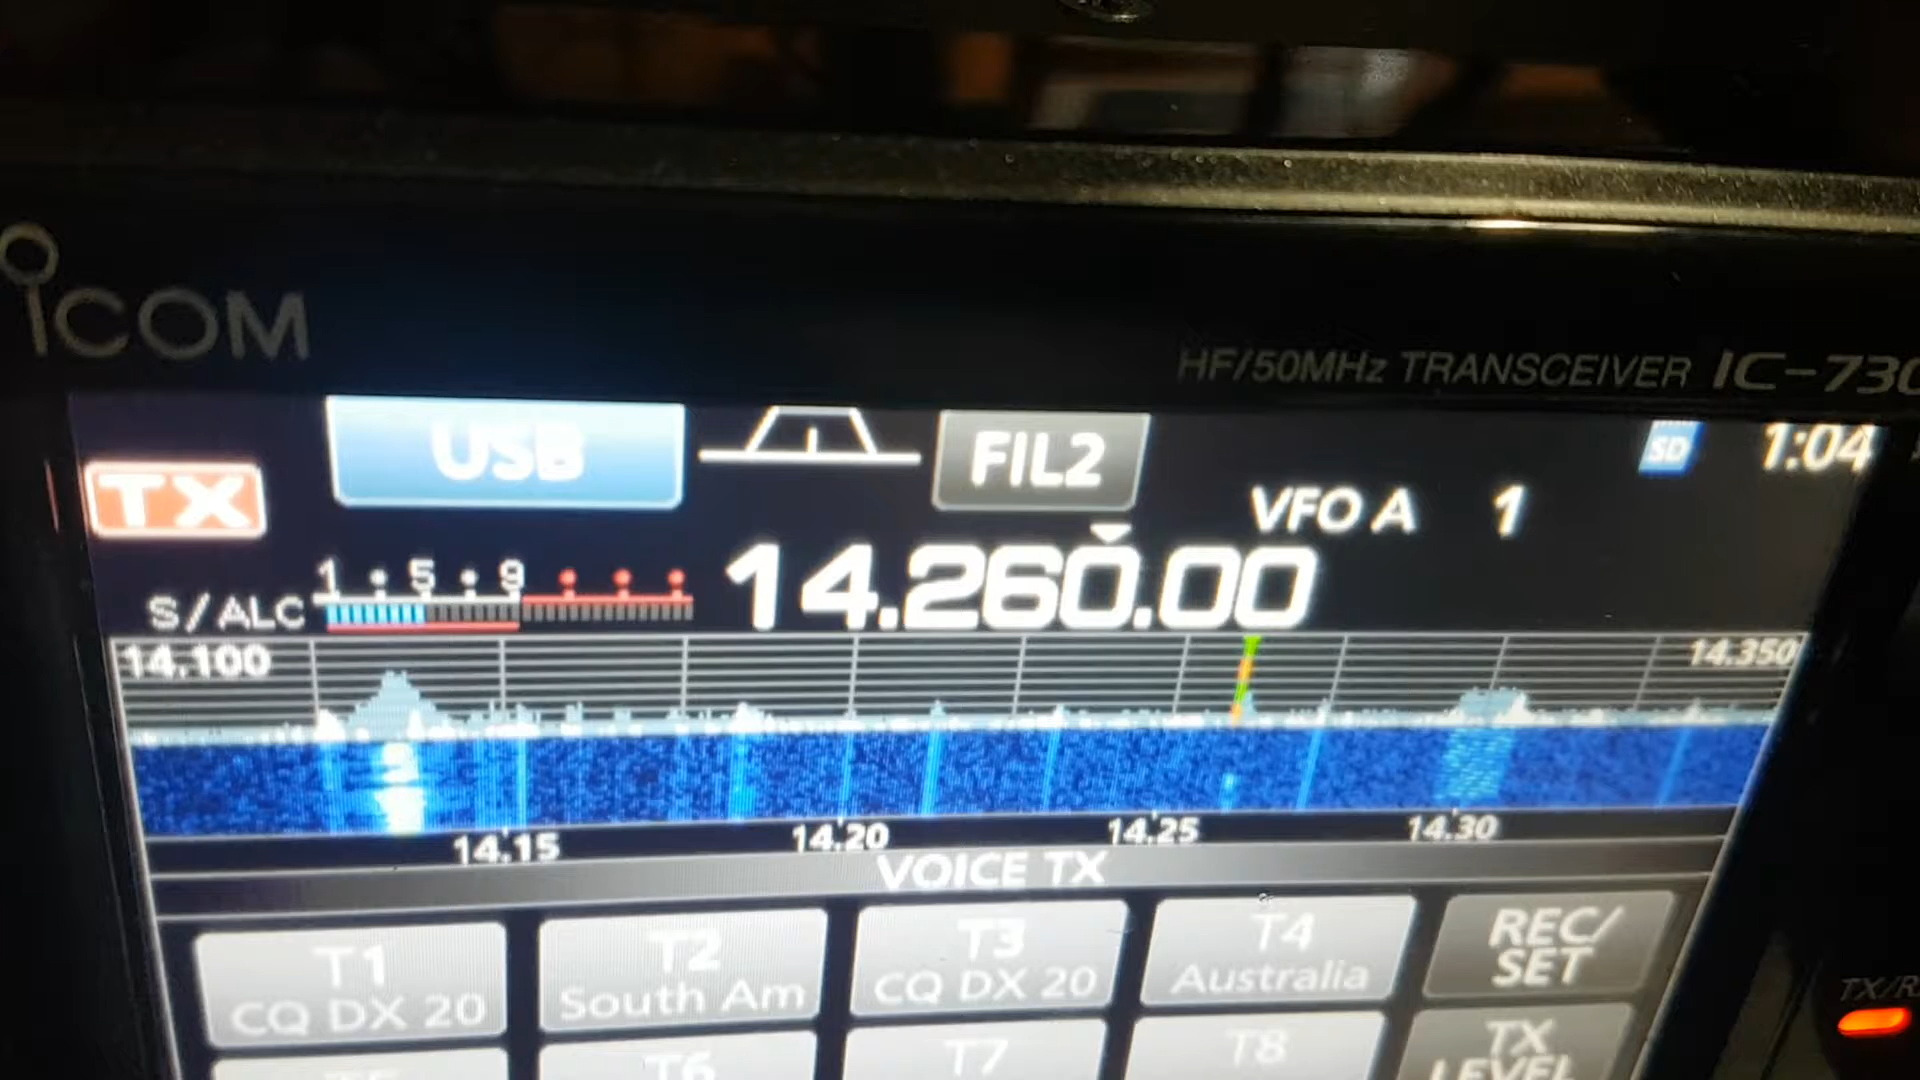 ICOM
HF/50MHz TRANSCEIVER IC-730
TX
USB
FIL2
VFO A 1
SD
1:04
1 5 9
S/ALC
14.260.00
14.100
14.350
14.15 14.20 14.25 14.30
VOICE TX
T1
CQ DX 20
T2
South Am
T3
CQ DX 20
T4
Australia
REC/
SET
T6
T7
T8
TX
LEVEL